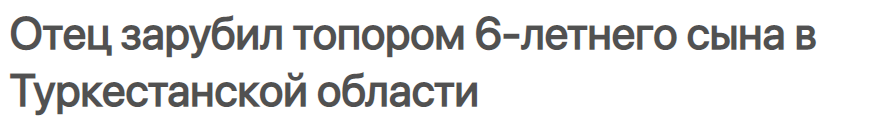 Отец зарубил топором 6-летнего сына в
Туркестанской области